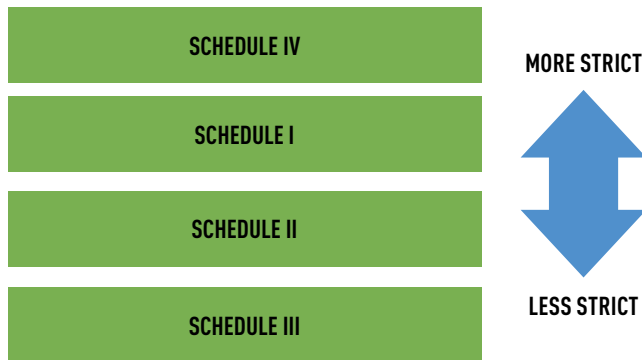 SCHEDULE IV
MORE STRICT
SCHEDULE I
SCHEDULE II
LESS STRICT
SCHEDULE III